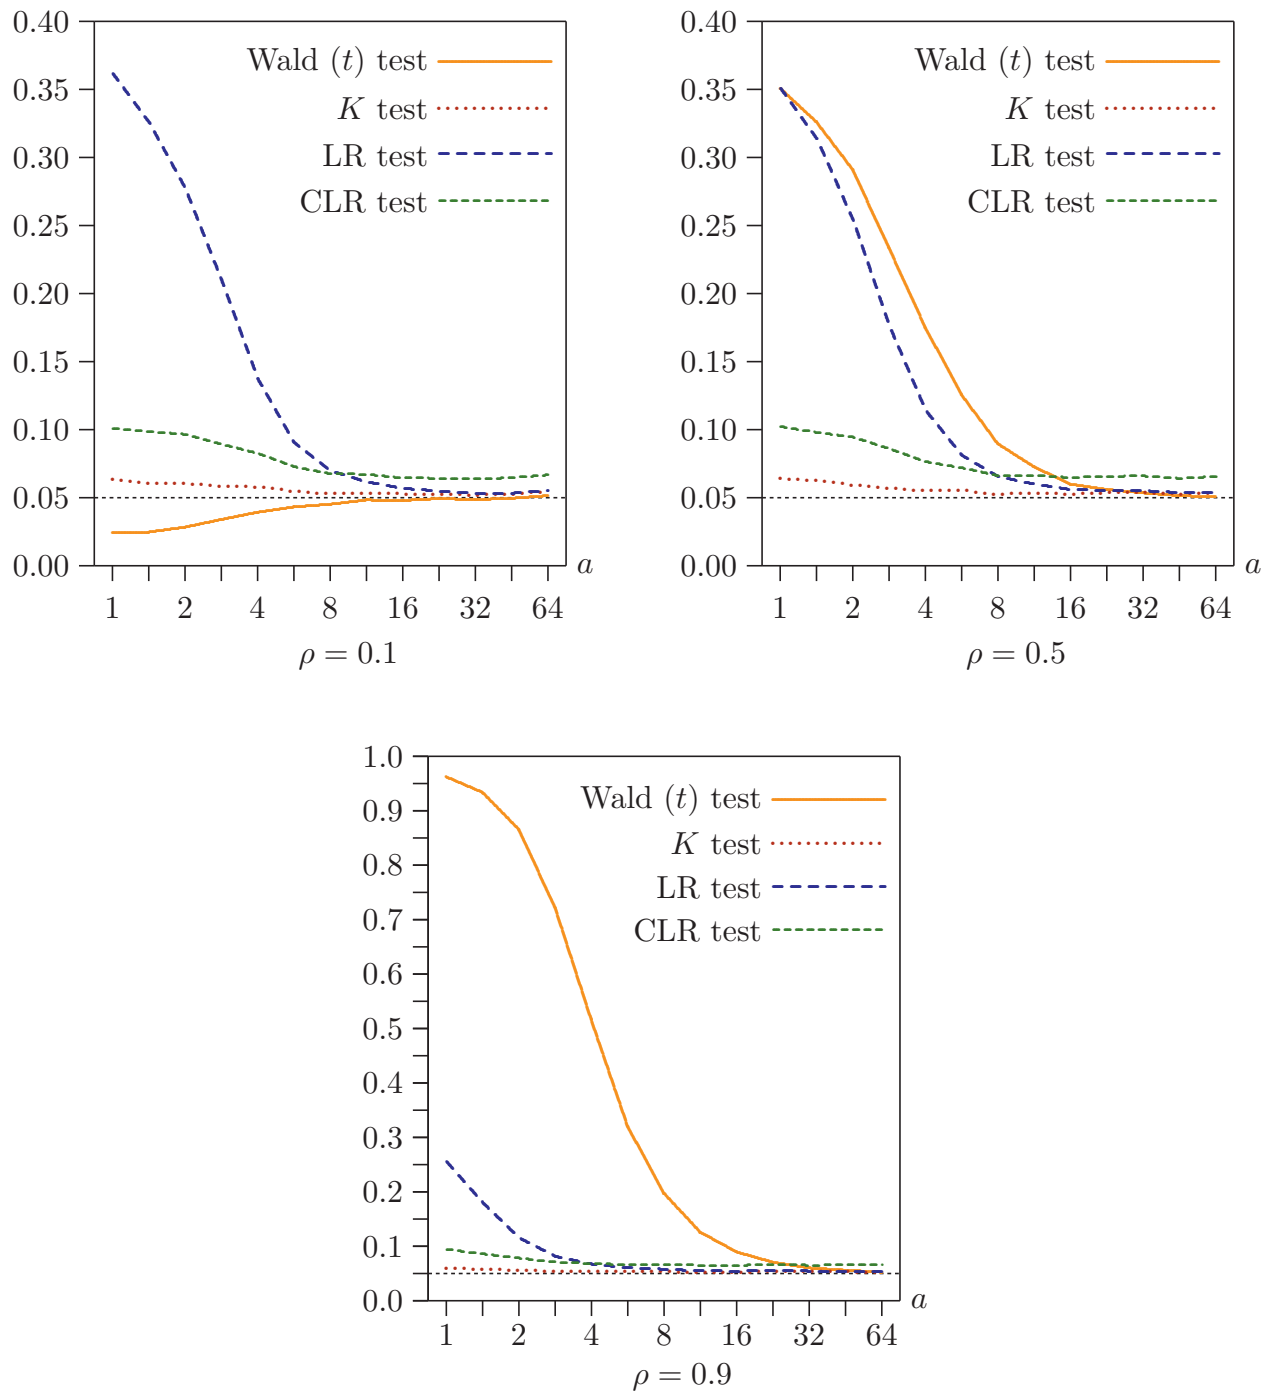 0.40
0.35
0.30
0.25
0.20
0.15
0.10
0.05
0.00
Wald (t) test
K test
LR test
CLR test
1 2 4 8 16 32 64
a
ρ = 0.1
0.40
0.35
0.30
0.25
0.20
0.15
0.10
0.05
0.00
Wald (t) test
K test
LR test
CLR test
1 2 4 8 16 32 64
a
ρ = 0.5
1.0
0.9
0.8
0.7
0.6
0.5
0.4
0.3
0.2
0.1
0.0
Wald (t) test
K test
LR test
CLR test
1 2 4 8 16 32 64
a
ρ = 0.9